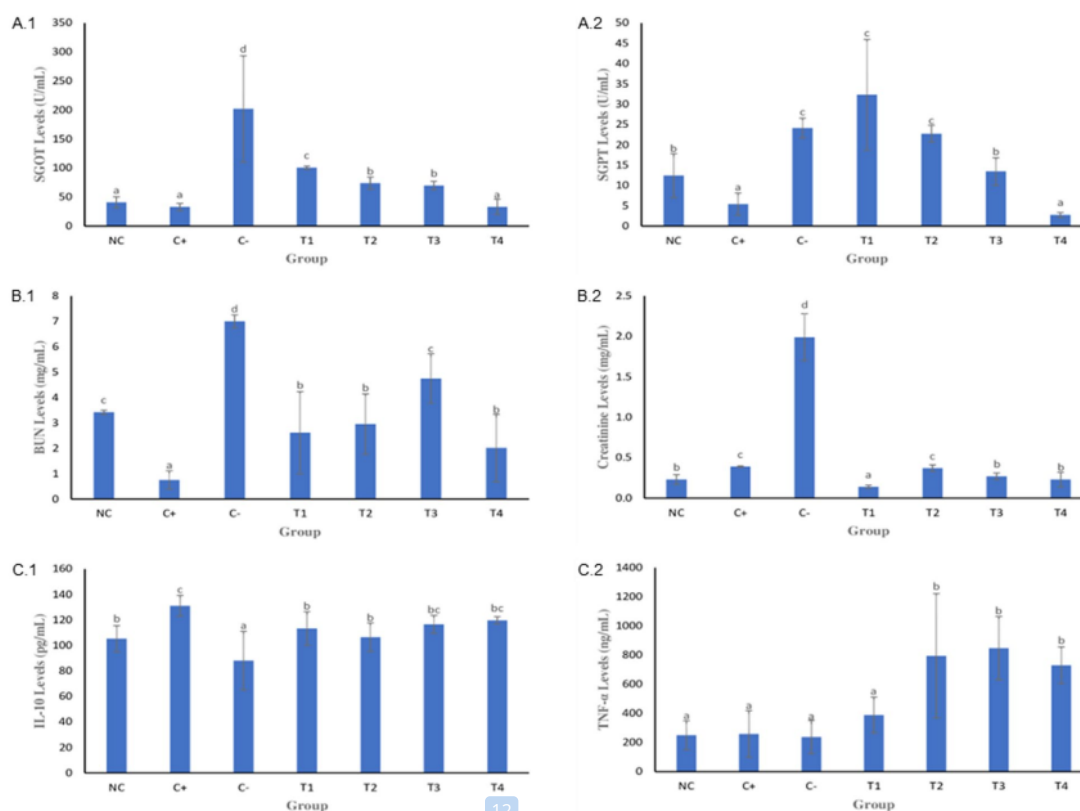 A.1
SGOT Levels (U/mL)
350
300
250
200
150
100
50
0
a
a
d
c
b
b
a
NC C+ C- T1 T2 T3 T4
Group
A.2
SGPT Levels (U/mL)
50
45
40
35
30
25
20
15
10
5
0
b
a
c
c
c
b
a
NC C+ C- T1 T2 T3 T4
Group
B.1
BUN Levels (mg/mL)
8
7
6
5
4
3
2
1
0
c
a
d
b
b
c
b
NC C+ C- T1 T2 T3 T4
Group
B.2
Creatinine Levels (mg/mL)
2.5
2.0
1.5
1.0
0.5
0.0
b
c
d
a
c
b
b
NC C+ C- T1 T2 T3 T4
Group
C.1
IL-10 Levels (pg/mL)
160
140
120
100
80
60
40
20
0
b
c
a
b
b
bc
bc
NC C+ C- T1 T2 T3 T4
Group
C.2
TNF-α Levels (ng/mL)
1400
1200
1000
800
600
400
200
0
a
a
a
a
b
b
b
NC C+ C- T1 T2 T3 T4
Group
12